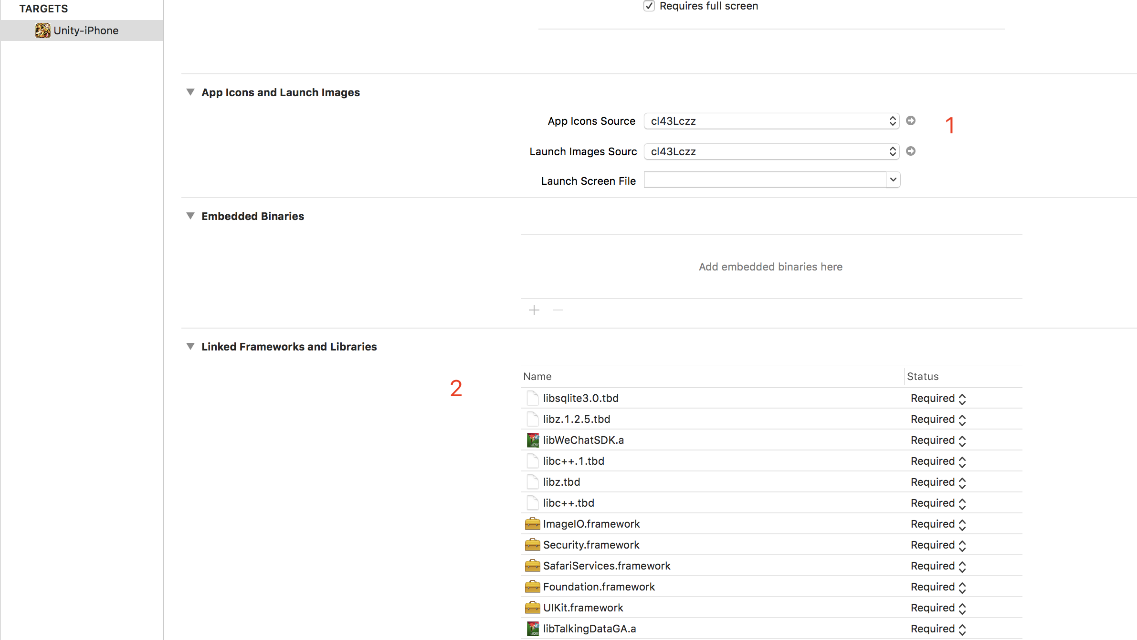 TARGETS
Requires full screen
Unity-iPhone
App Icons and Launch Images
App Icons Source cl43Lczz
1
Launch Images Sourc cl43Lczz
Launch Screen File
Embedded Binaries
Add embedded binaries here
Linked Frameworks and Libraries
2
Name Status
libsqlite3.0.tbd Required
libz.1.2.5.tbd Required
libWeChatSDK.a Required
libc++.1.tbd Required
libz.tbd Required
libc++.tbd Required
ImageIO.framework Required
Security.framework Required
SafariServices.framework Required
Foundation.framework Required
UIKit.framework Required
libTalkingDataGA.a Required